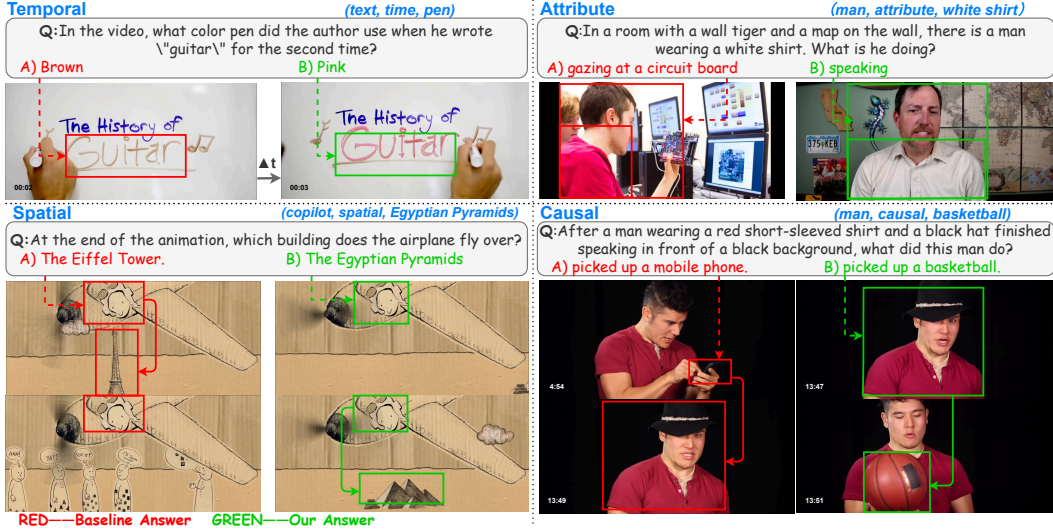 Temporal
(text, time, pen)
Q:In the video, what color pen did the author use when he wrote
\"guitar\" for the second time?
A) Brown
B) Pink
The History of
Guitar
00:02
Δt
The History of
Guitar
00:03
Attribute
(man, attribute, white shirt)
Q:In a room with a wall tiger and a map on the wall, there is a man
wearing a white shirt. What is he doing?
A) gazing at a circuit board
B) speaking
375 KEB
Spatial
(copilot, spatial, Egyptian Pyramids)
Q:At the end of the animation, which building does the airplane fly over?
A) The Eiffel Tower.
B) The Egyptian Pyramids
Causal
(man, causal, basketball)
Q:After a man wearing a red short-sleeved shirt and a black hat finished
speaking in front of a black background, what did this man do?
A) picked up a mobile phone.
B) picked up a basketball.
4:54
13:47
13:49
13:51
RED——Baseline Answer
GREEN——Our Answer